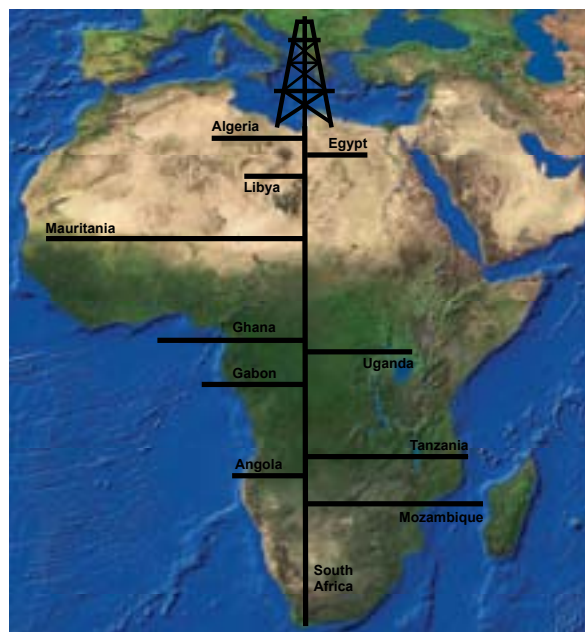 Algeria
Egypt
Libya
Mauritania
Ghana
Uganda
Gabon
Tanzania
Angola
Mozambique
South
Africa